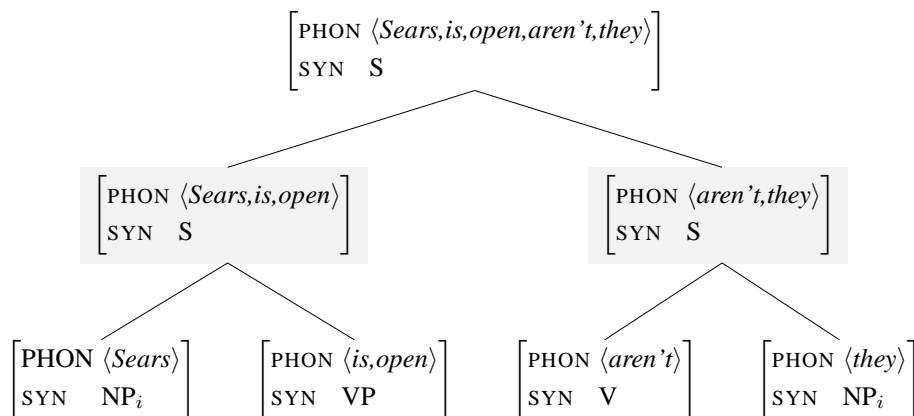 PHON ⟨Sears,is,open,aren't,they⟩
SYN S
PHON ⟨Sears,is,open⟩ PHON ⟨aren't,they⟩
SYN S SYN S
PHON ⟨Sears⟩ PHON ⟨is,open⟩ PHON ⟨aren't⟩ PHON ⟨they⟩
SYN NPᵢ SYN VP SYN V SYN NPᵢ